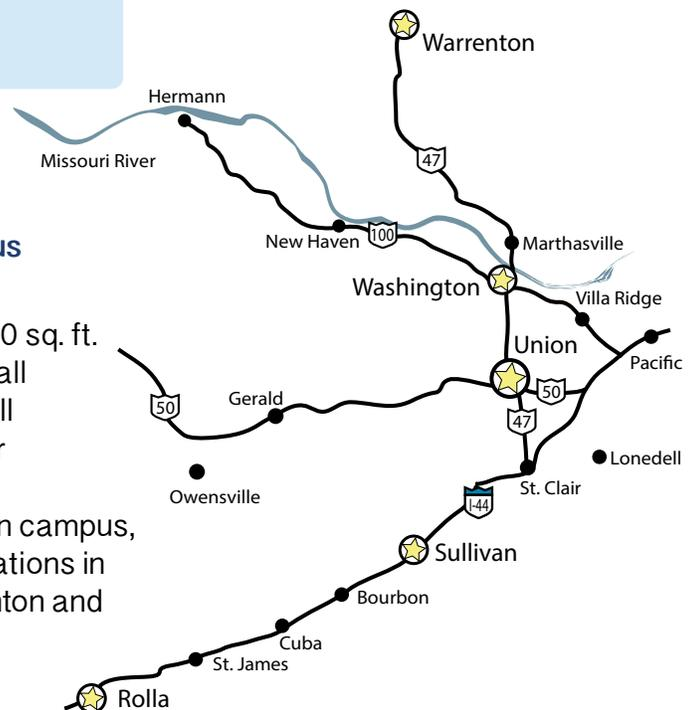 Warrenton
Hermann
Missouri River
47
New Haven
100
Marthasville
us
Washington
Villa Ridge
0 sq. ft.
Union
all
Pacific
50
Gerald
50
ll
47
r
Lonedell
Owensville
St. Clair
n campus,
I-44
ations in
Sullivan
nton and
Bourbon
Cuba
St. James
Rolla